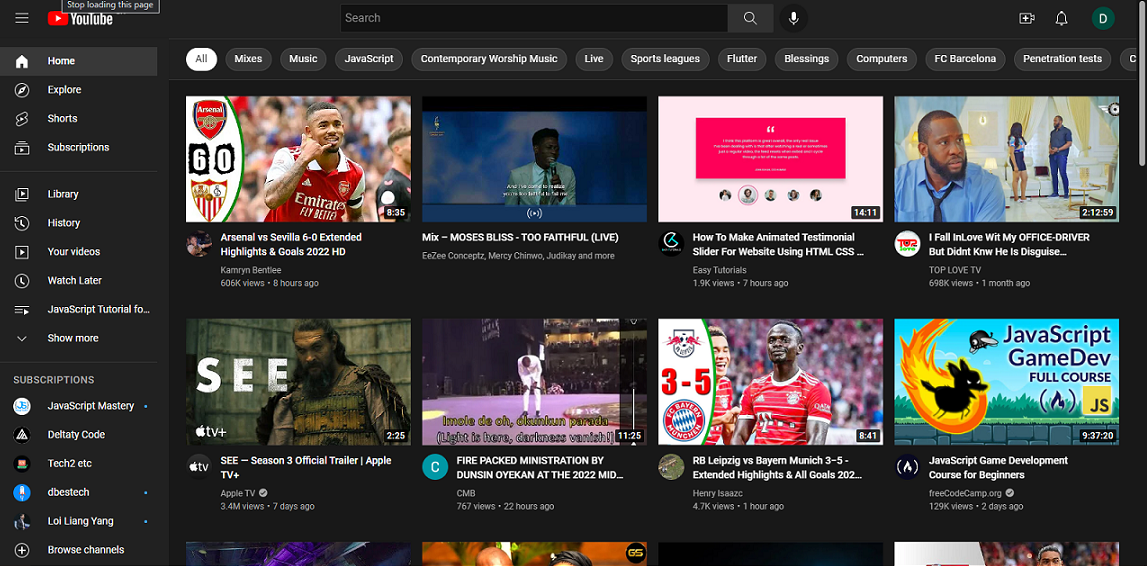 Stop loading this page
YouTube
Search
D
All
Mixes
Music
JavaScript
Contemporary Worship Music
Live
Sports leagues
Flutter
Blessings
Computers
FC Barcelona
Penetration tests
Home
Explore
Shorts
Subscriptions
Library
History
Your videos
Watch Later
JavaScript Tutorial fo...
Show more
SUBSCRIPTIONS
JavaScript Mastery
Deltaty Code
Tech2 etc
dbestech
Loi Liang Yang
Browse channels
Arsenal
6 0
Emirates
FLY BETTER
8:35
Arsenal vs Sevilla 6-0 Extended
Highlights & Goals 2022 HD
Kamryn Bentlee
606K views • 8 hours ago
And I've come to realize
you're too faithful to fail me
Mix – MOSES BLISS - TOO FAITHFUL (LIVE)
EeZee Conceptz, Mercy Chinwo, Judikay and more
14:11
How To Make Animated Testimonial
Slider For Website Using HTML CSS ...
Easy Tutorials
1.9K views • 7 hours ago
2:12:59
TOP
I Fall InLove Wit My OFFICE-DRIVER
But Didnt Knw He Is Disguise...
TOP LOVE TV
698K views • 1 month ago
SEE
tv+
2:25
tv
SEE — Season 3 Official Trailer | Apple
TV+
Apple TV
3.4M views • 7 days ago
Imole de oh, okunkun parada
(Light is here, darkness vanish!)
11:25
C
FIRE PACKED MINISTRATION BY
DUNSIN OYEKAN AT THE 2022 MID...
CMB
767 views • 22 hours ago
3-5
FC BAYERN
MÜNCHEN
8:41
RB Leipzig vs Bayern Munich 3–5 -
Extended Highlights & All Goals 202...
Henry Isaazc
4.7K views • 1 hour ago
JavaScript
GameDev
FULL COURSE
JS
9:37:20
JavaScript Game Development
Course for Beginners
freeCodeCamp.org
129K views • 2 days ago
GS